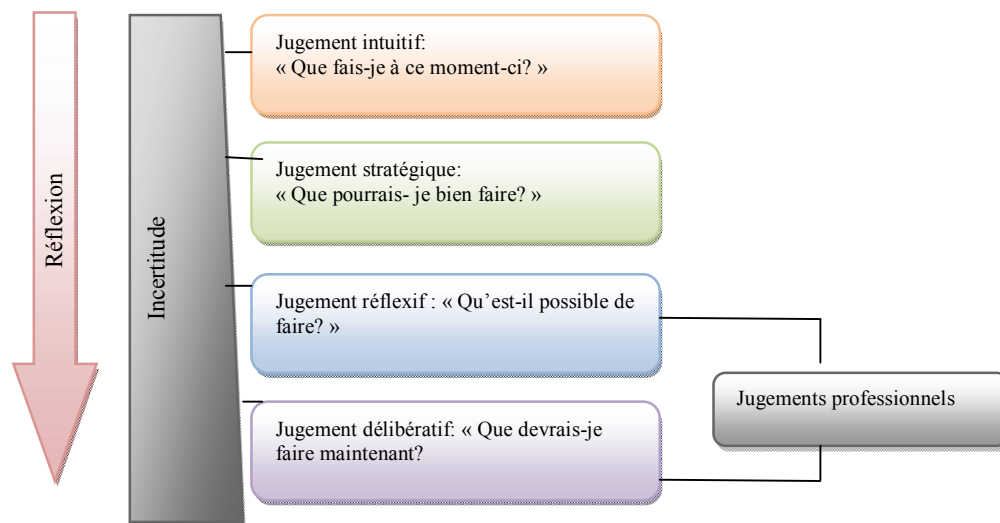 Réflexion
Incertitude
Jugement intuitif:
« Que fais-je à ce moment-ci? »
Jugement stratégique:
« Que pourrais- je bien faire? »
Jugement réflexif : « Qu’est-il possible de
faire? »
Jugement délibératif: « Que devrais-je
faire maintenant?
Jugements professionnels